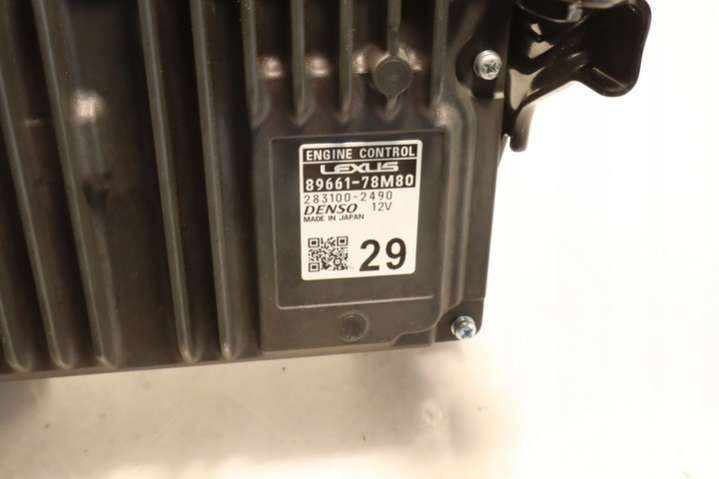 ENGINE CONTROL
LEXUS
89661-78M80
283100-2490
DENSO 12V
MADE IN JAPAN
29